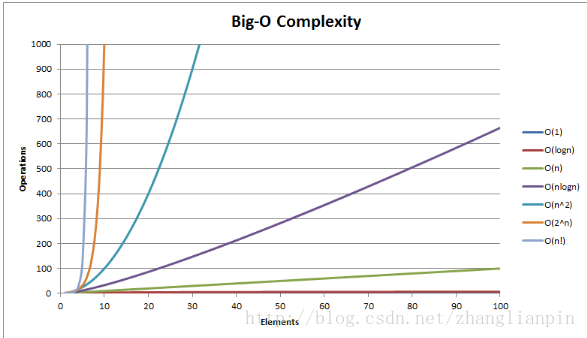 Big-O Complexity
1000
900
800
700
600
500
400
300
200
100
0
Operations
0 10 20 30 40 50 60 70 80 90 100
Elements
O(1)
O(logn)
O(n)
O(nlogn)
O(n^2)
O(2^n)
O(n!)
http://blog.csdn.net/zhanglianpin